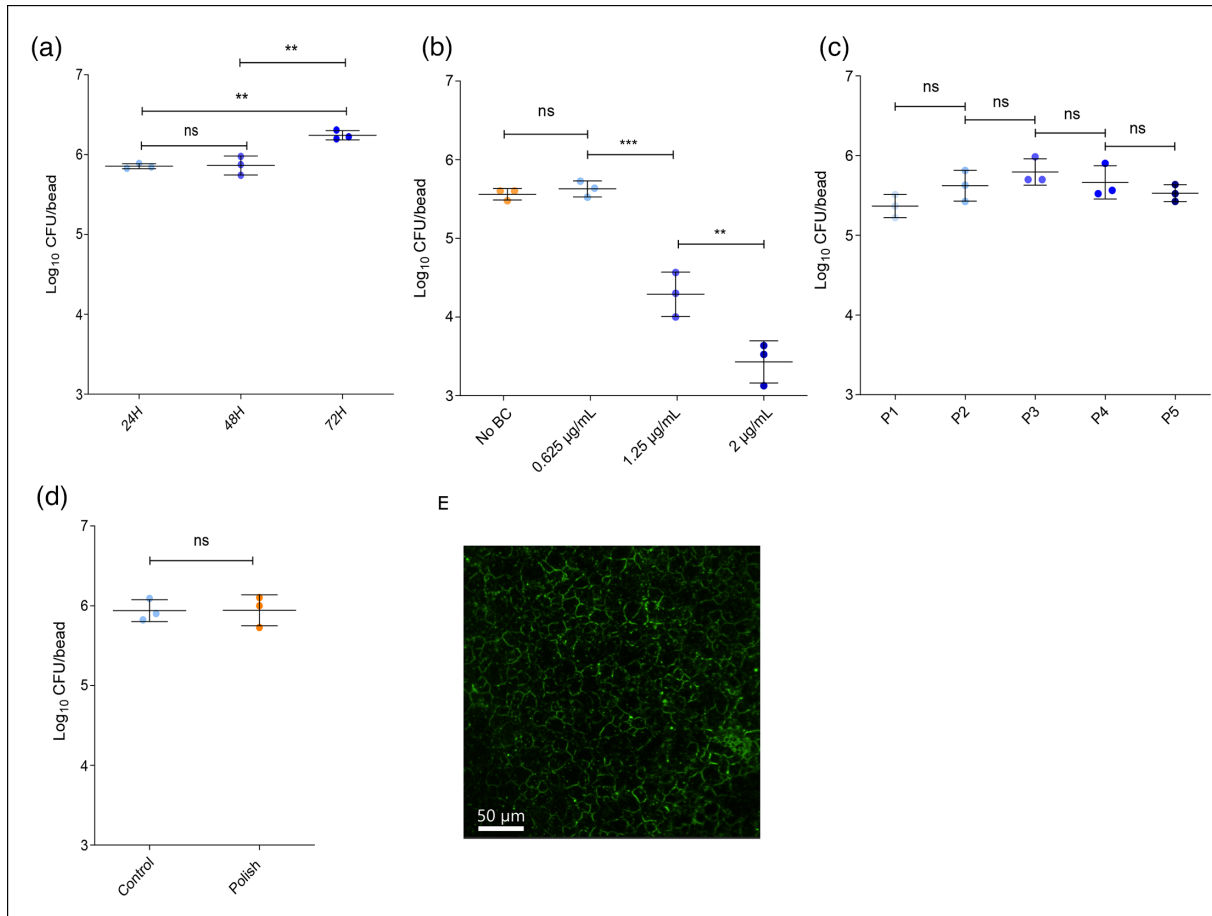 (a)
**
**
ns
7
6
5
4
3
Log10 CFU/bead
24H
48H
72H
(b)
ns
***
**
7
6
5
4
3
Log10 CFU/bead
No BC
0.625 µg/mL
1.25 µg/mL
2 µg/mL
(c)
ns
ns
ns
ns
7
6
5
4
3
Log10 CFU/bead
P1
P2
P3
P4
P5
(d)
ns
7
6
5
4
3
Log10 CFU/bead
Control
Polish
E
50 µm